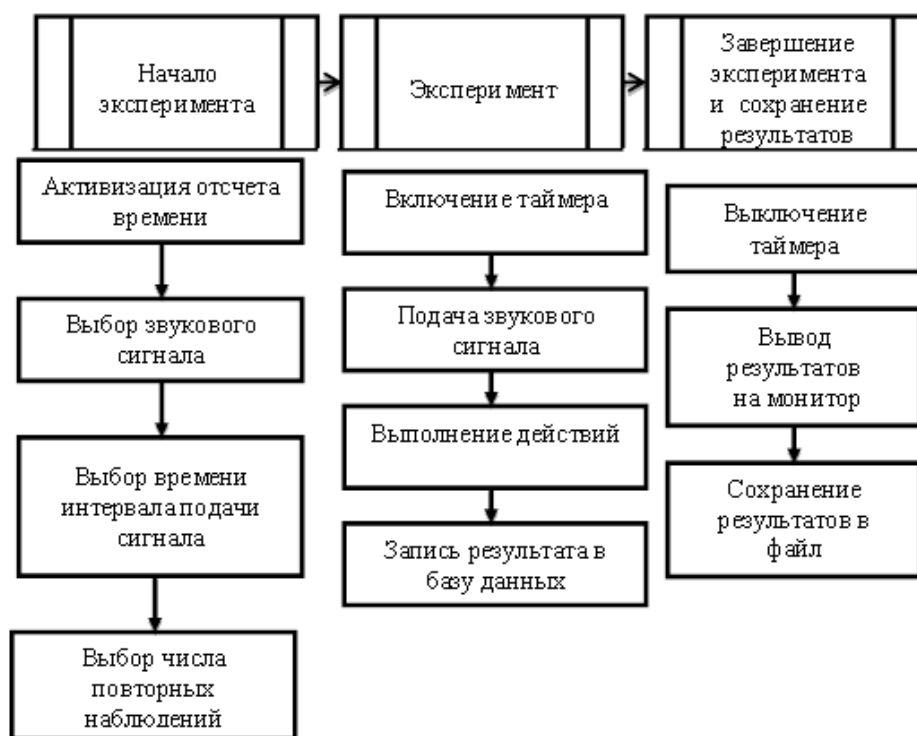 Начало
эксперимента
Эксперимент
Завершение
эксперимента
и сохранение
результатов
Активизация отсчета
времени
Выбор звукового
сигнала
Выбор времени
интервала подачи
сигнала
Выбор числа
повторных
наблюдений
Включение таймера
Подача звукового
сигнала
Выполнение действий
Запись результата в
базу данных
Выключение
таймера
Вывод
результатов
на монитор
Сохранение
результатов в
файл